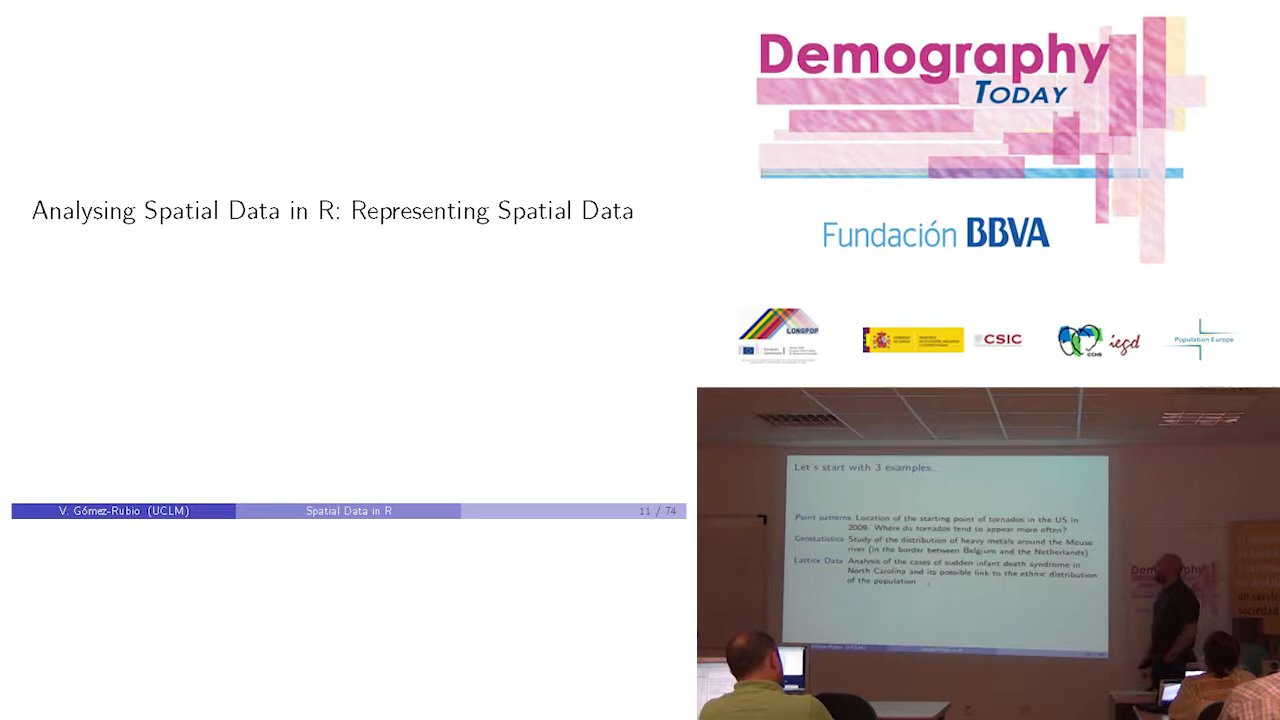 Analysing Spatial Data in R: Representing Spatial Data
V. Gómez-Rubio (UCLM)
Spatial Data in R
11 / 74
Demography
TODAY
Fundación BBVA
LONGPOP
CSIC
CCHS
iegd
Population Europe
Let's start with 3 examples...
Point patterns Location of the starting point of tornados in the US in
2009. Where do tornados tend to appear more often?
Geostatistics Study of the distribution of heavy metals around the Meuse
river (in the border between Belgium and the Netherlands)
Lattice Data Analysis of the cases of sudden infant death syndrome in
North Carolina and its possible link to the ethnic distribution
of the population
Demography
sociedad